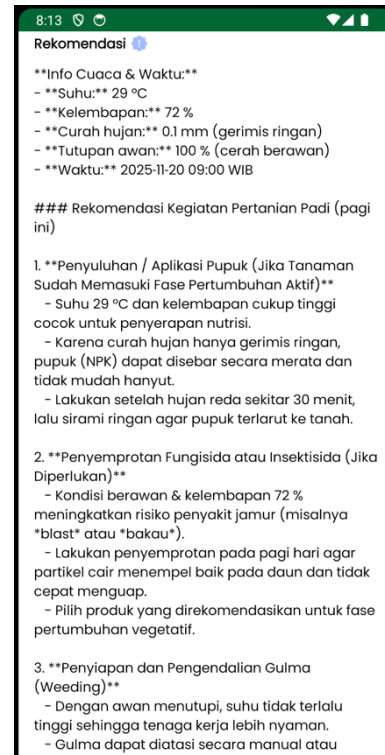 8:13
Rekomendasi
**Info Cuaca & Waktu:**
- **Suhu:** 29 °C
- **Kelembapan:** 72 %
- **Curah hujan:** 0.1 mm (gerimis ringan)
- **Tutupan awan:** 100 % (cerah berawan)
- **Waktu:** 2025-11-20 09:00 WIB
### Rekomendasi Kegiatan Pertanian Padi (pagi
ini)
1. **Penyuluhan / Aplikasi Pupuk (Jika Tanaman
Sudah Memasuki Fase Pertumbuhan Aktif)**
- Suhu 29 °C dan kelembapan cukup tinggi
cocok untuk penyerapan nutrisi.
- Karena curah hujan hanya gerimis ringan,
pupuk (NPK) dapat disebar secara merata dan
tidak mudah hanyut.
- Lakukan setelah hujan reda sekitar 30 menit,
lalu sirami ringan agar pupuk terlarut ke tanah.
2. **Penyemprotan Fungisida atau Insektisida (Jika
Diperlukan)**
- Kondisi berawan & kelembapan 72 %
meningkatkan risiko penyakit jamur (misalnya
*blast* atau *bakau*).
- Lakukan penyemprotan pada pagi hari agar
partikel cair menempel baik pada daun dan tidak
cepat menguap.
- Pilih produk yang direkomendasikan untuk fase
pertumbuhan vegetatif.
3. **Penyiapan dan Pengendalian Gulma
(Weeding)**
- Dengan awan menutupi, suhu tidak terlalu
tinggi sehingga tenaga kerja lebih nyaman.
- Gulma dapat diatasi secara manual atau